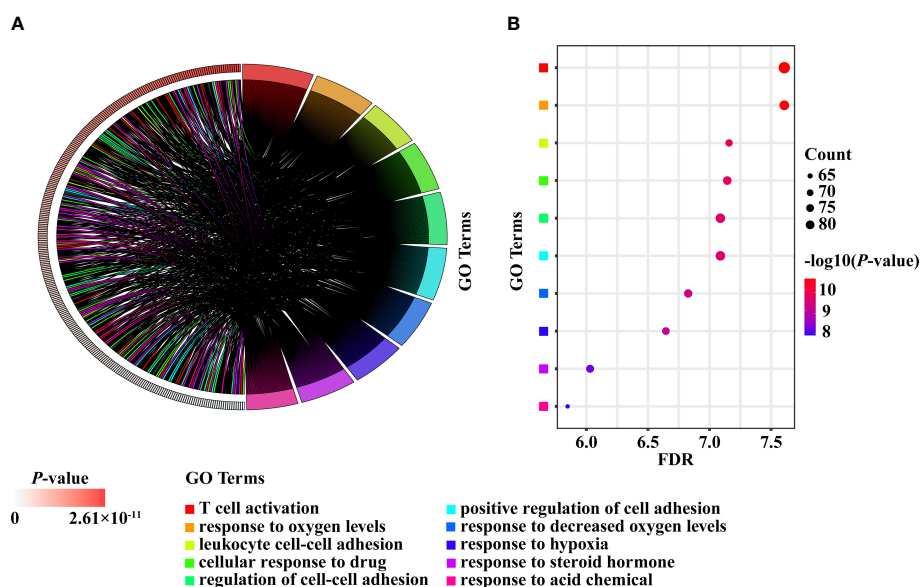 A
B
GO Terms
GO Terms
6.0
6.5
7.0
7.5
FDR
Count
65
70
75
80
-log10(P-value)
10
9
8
P-value
0
2.61×10⁻¹¹
GO Terms
T cell activation
response to oxygen levels
leukocyte cell-cell adhesion
cellular response to drug
regulation of cell-cell adhesion
positive regulation of cell adhesion
response to decreased oxygen levels
response to hypoxia
response to steroid hormone
response to acid chemical